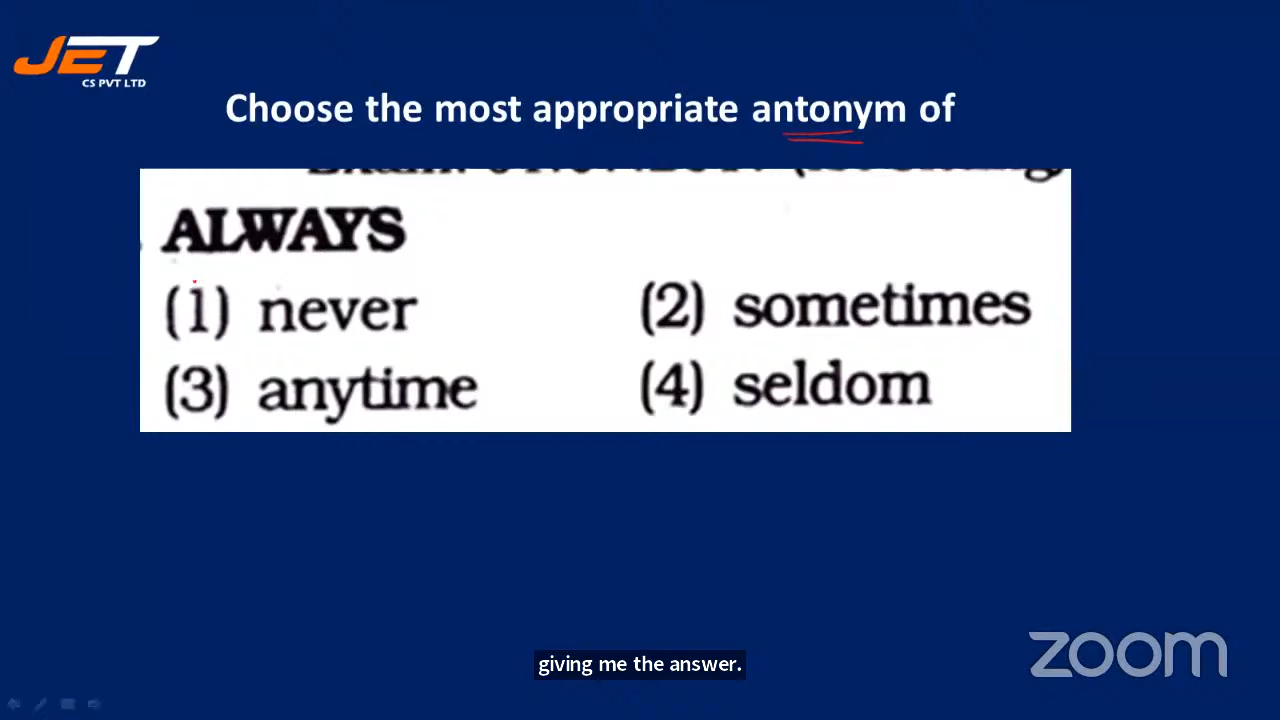 JET
CS PVT LTD
Choose the most appropriate antonym of
ALWAYS
(1) never (2) sometimes
(3) anytime (4) seldom
giving me the answer.
zoom